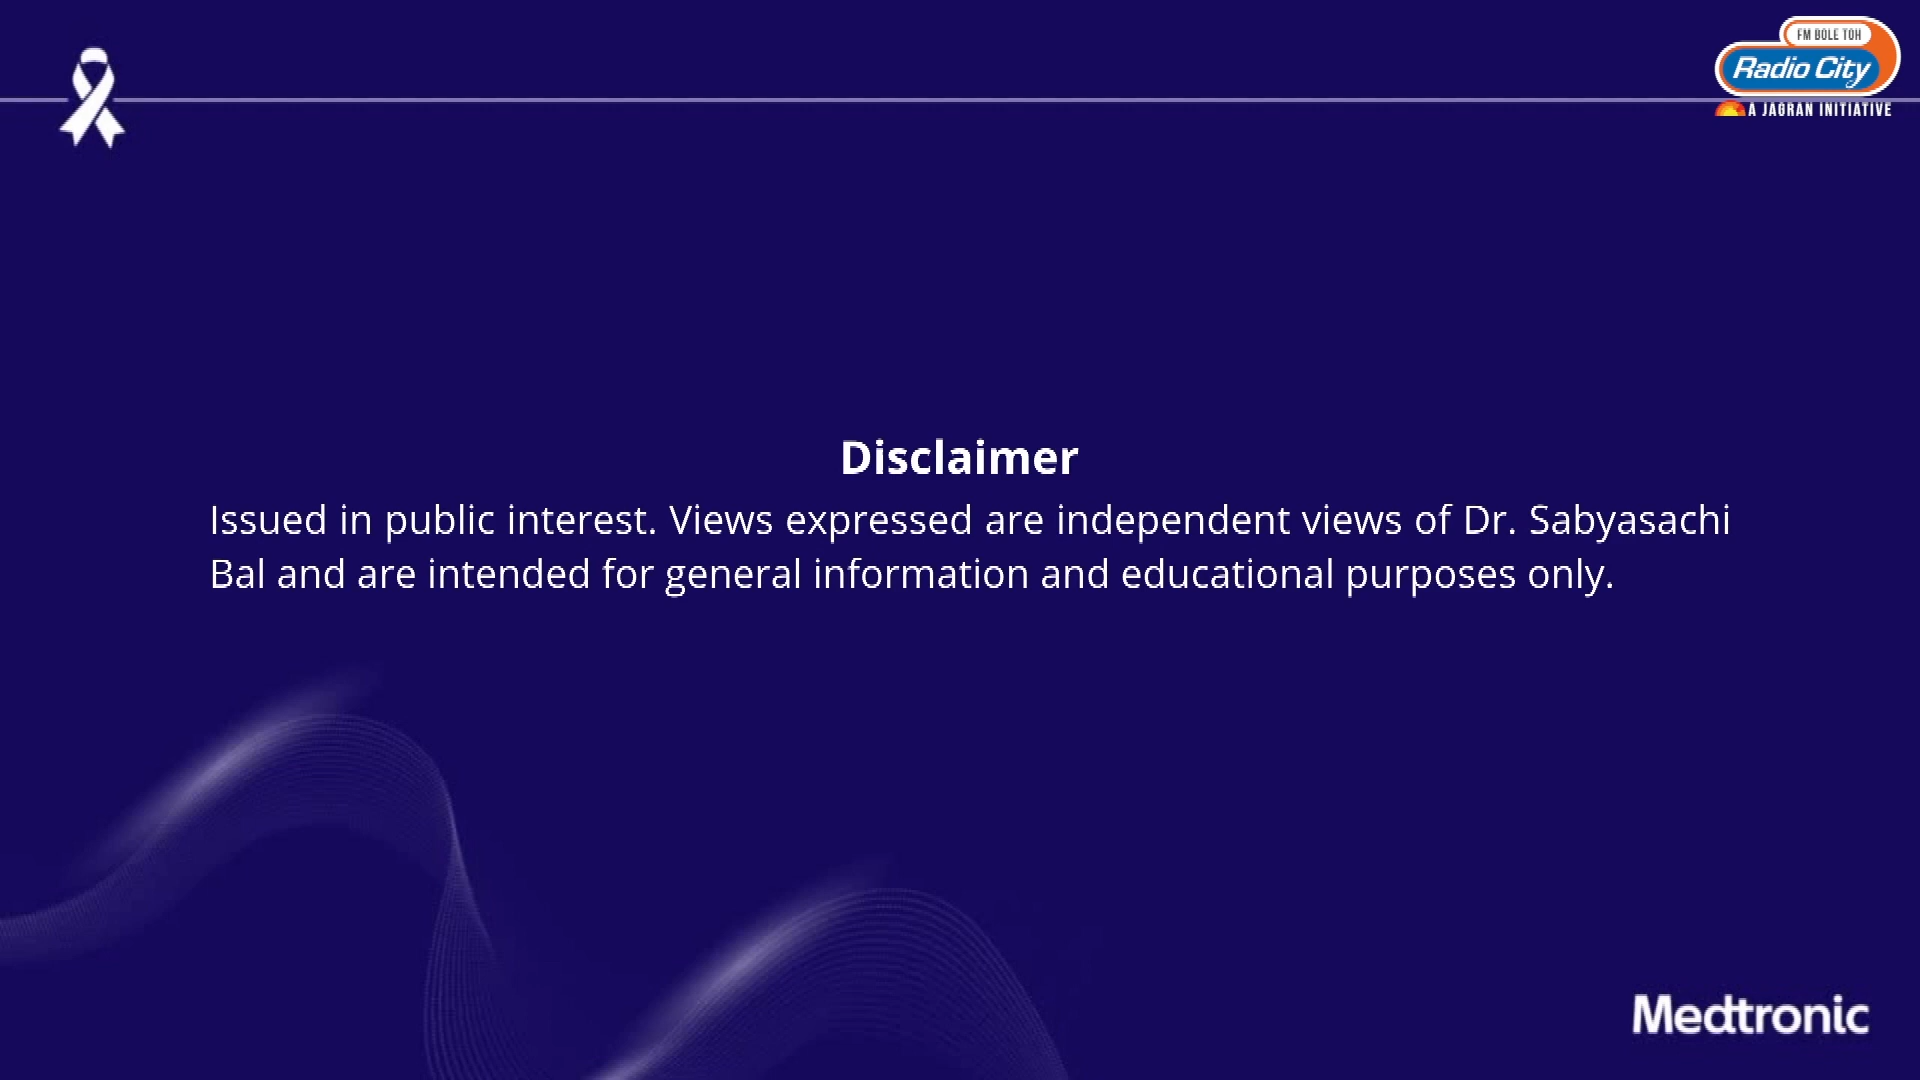 FM BOLE TOH
Radio City
A JAGRAN INITIATIVE
Disclaimer
Issued in public interest. Views expressed are independent views of Dr. Sabyasachi
Bal and are intended for general information and educational purposes only.
Medtronic